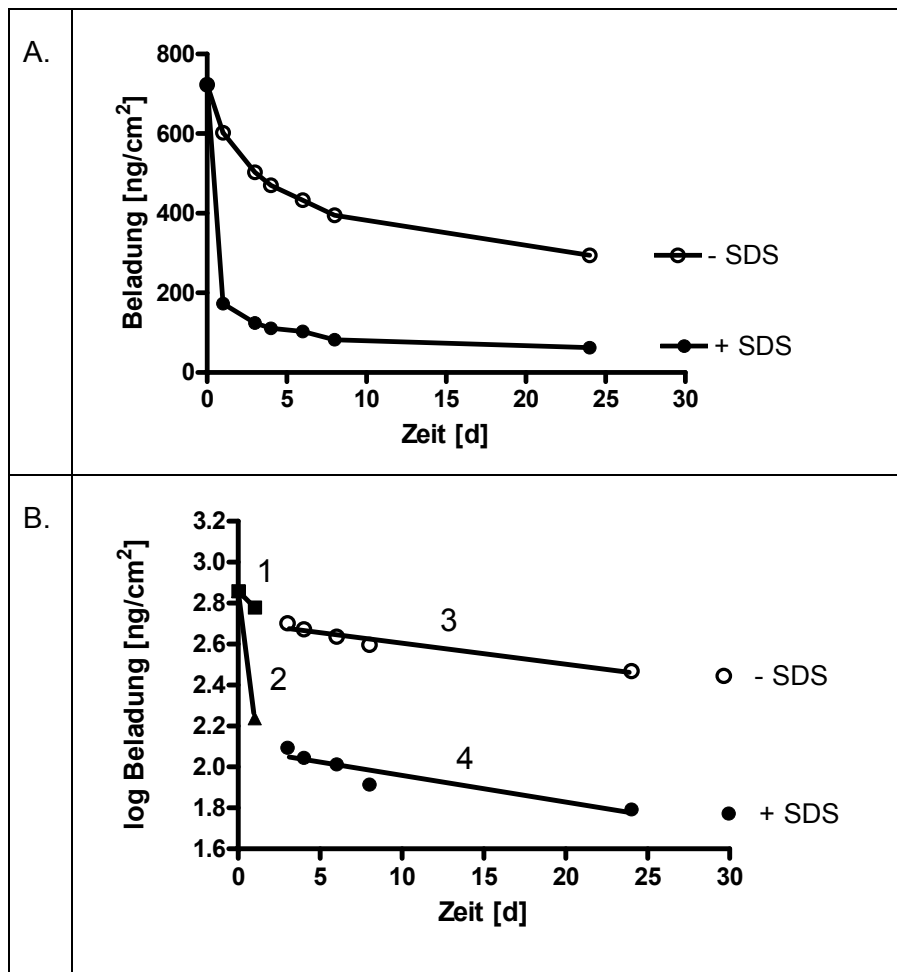 A.
800
600
400
200
0
Beladung [ng/cm²]
0 5 10 15 20 25 30
Zeit [d]
- SDS
+ SDS
B.
3.2
3.0
2.8
2.6
2.4
2.2
2.0
1.8
1.6
log Beladung [ng/cm²]
1
2
3
4
0 5 10 15 20 25 30
Zeit [d]
- SDS
+ SDS